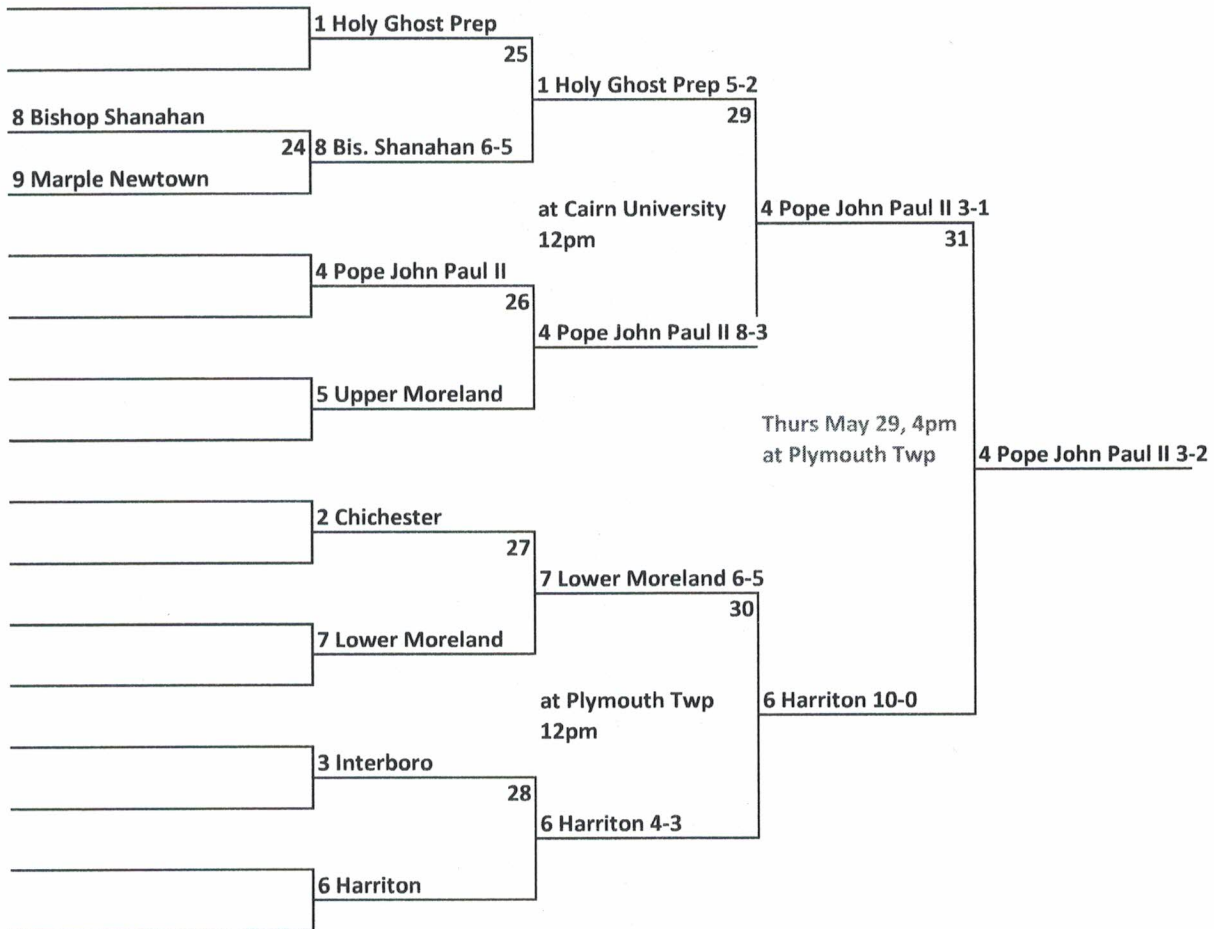 1 Holy Ghost Prep
25
1 Holy Ghost Prep 5-2
29
8 Bishop Shanahan
24
8 Bis. Shanahan 6-5
9 Marple Newtown
at Cairn University
12pm
4 Pope John Paul II 3-1
31
4 Pope John Paul II
26
4 Pope John Paul II 8-3
5 Upper Moreland
Thurs May 29, 4pm
at Plymouth Twp
4 Pope John Paul II 3-2
2 Chichester
27
7 Lower Moreland 6-5
30
7 Lower Moreland
at Plymouth Twp
12pm
6 Harriton 10-0
3 Interboro
28
6 Harriton 4-3
6 Harriton